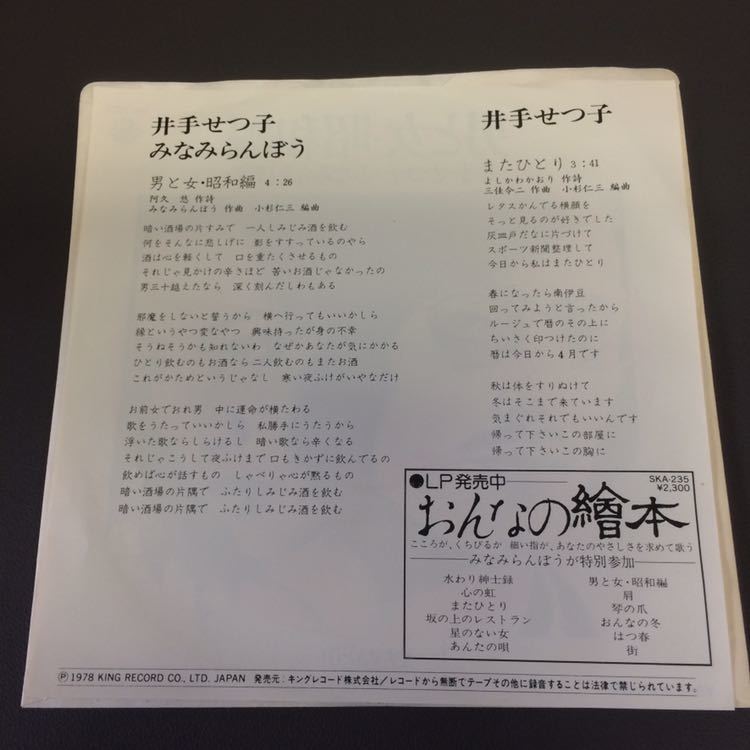 井手せつ子
みなみらんぼう
男と女・昭和編 4:26
阿久 悠 作詩
みなみらんぼう 作曲 小杉仁三 編曲
暗い酒場の片すみで 一人しみじみ酒を飲む
何をそんなに悲しげに 影をすすっているのやら
酒は心を軽くして 口を重たくさせるもの
それじゃ見かけの辛さほど 苦いお酒じゃなかったの
男三十越えたなら 深く刻んだしわもある
邪魔をしないと誓うから 横へ行ってもいいかしら
縁というやつ変なやつ 興味持ったが身の不幸
そうねそうかも知れないわ なぜかあなたが気にかかる
ひとり飲むのもお酒なら 二人飲むのもまたお酒
これがかためというじゃなし 寒い夜ふけがいやなだけ
お前女でおれ男 中に運命が横たわる
歌をうたっていいかしら 私勝手にうたうから
浮いた歌ならしらけるし 暗い歌なら辛くなる
それじゃこうして夜ふけまで 口もきかずに飲んでるの
飲めば心が話すもの しゃべりゃ心が黙るもの
暗い酒場の片隅で ふたりしみじみ酒を飲む
暗い酒場の片隅で ふたりしみじみ酒を飲む
井手せつ子
またひとり 3:41
よしかわかおり 作詩
三佳令二 作曲 小杉仁三 編曲
レタスかんでる横顔を
そっと見るのが好きでした
灰皿戸だなに片づけて
スポーツ新聞整理して
今日から私はまたひとり
春になったら南伊豆
回ってみようと言ったから
ルージュで暦のその上に
ちいさく印つけたのに
暦は今日から4月です
秋は体をすりぬけて
冬はそこまで来ています
気まぐれそれでもいいんです
帰って下さいこの部屋に
帰って下さいこの胸に
●LP発売中
SKA-235
¥2,300
おんなの繪本
こころが、くちびるか 細い指が、あなたのやさしさを求めて歌う
―みなみらんぼうが特別参加―
水わり紳士録
心の虹
またひとり
坂の上のレストラン
星のない女
あんたの唄
男と女・昭和編
肩
琴の爪
おんなの冬
はつ春
街
Ⓟ1978 KING RECORD CO., LTD. JAPAN 発売元:キングレコード株式会社/レコードから無断でテープその他に録音することは法律で禁じられています。